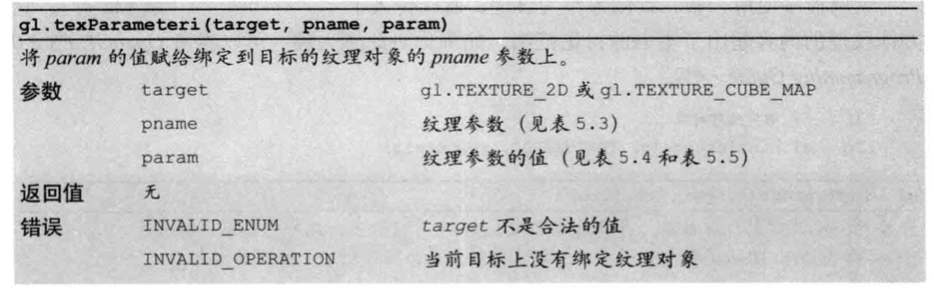 gl.texParameteri(target, pname, param)
将 param 的值赋给绑定到目标的纹理对象的 pname 参数上。
参数 target gl.TEXTURE_2D 或 gl.TEXTURE_CUBE_MAP
pname 纹理参数（见表 5.3）
param 纹理参数的值（见表 5.4 和表 5.5）
返回值 无
错误 INVALID_ENUM target 不是合法的值
INVALID_OPERATION 当前目标上没有绑定纹理对象